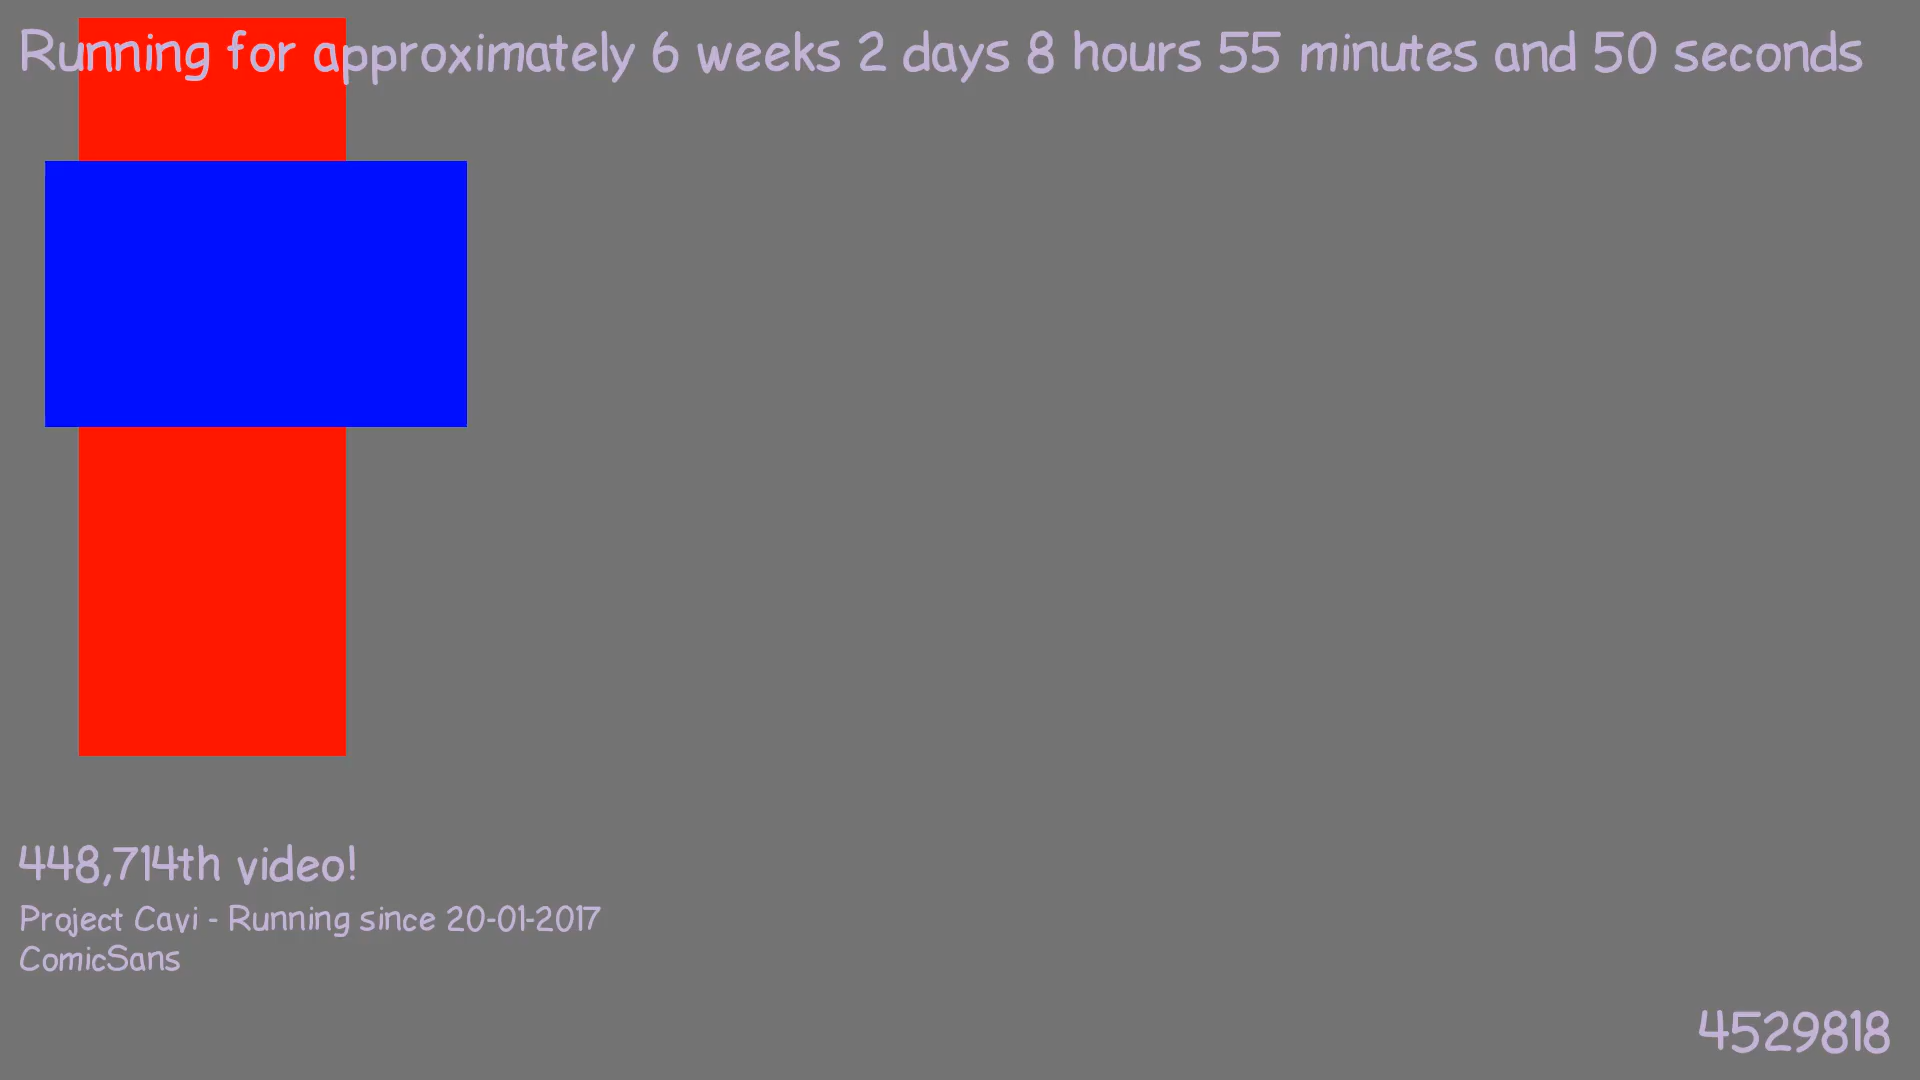 Running for approximately 6 weeks 2 days 8 hours 55 minutes and 50 seconds
448,714th video!
Project Cavi - Running since 20-01-2017
ComicSans
4529818